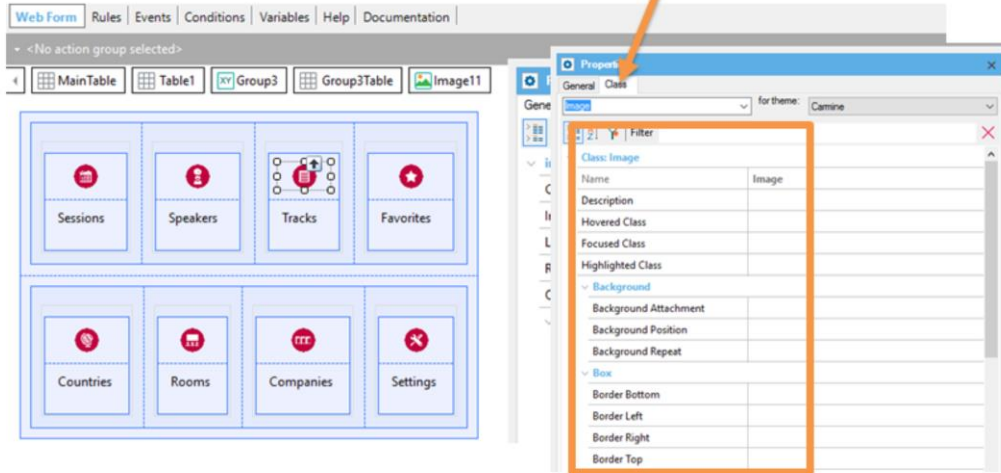 Web Form Rules Events Conditions Variables Help Documentation
<No action group selected>
MainTable Table1 XY Group3 Group3Table Image11
Sessions Speakers Tracks Favorites
Countries Rooms Companies Settings
Gene
General Class
Image for theme: Carmine
Filter
Class: Image
Name Image
Description
Hovered Class
Focused Class
Highlighted Class
Background
Background Attachment
Background Position
Background Repeat
Box
Border Bottom
Border Left
Border Right
Border Top